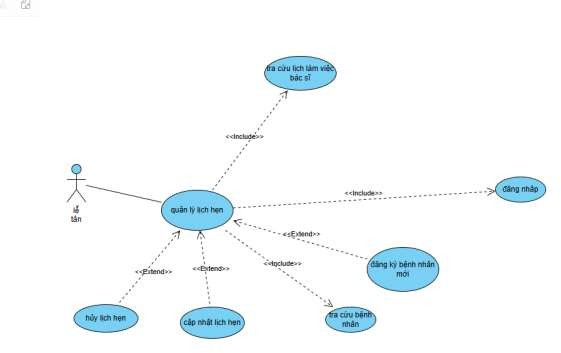 tra cứu lịch làm việc
bác sĩ
<<Include>>
đăng nhập
<<Include>>
lễ
tân
quản lý lịch hẹn
<<Extend>>
<<Extend>>
<<Extend>>
<<Include>>
đăng ký bệnh nhân
mới
hủy lịch hẹn
cập nhật lịch hẹn
tra cứu bệnh
nhân